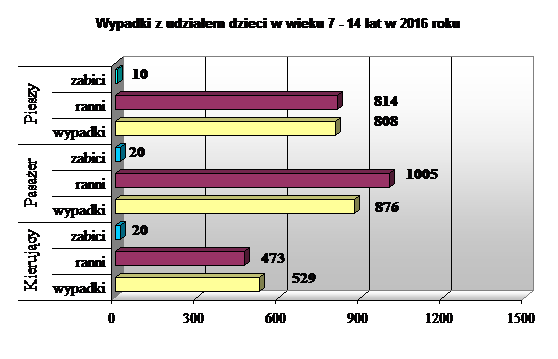 Wypadki z udziałem dzieci w wieku 7 - 14 lat w 2016 roku
Pieszy
zabici 10
ranni 814
wypadki 808
Pasażer
zabici 20
ranni 1005
wypadki 876
Kierujący
zabici 20
ranni 473
wypadki 529
0 300 600 900 1200 1500